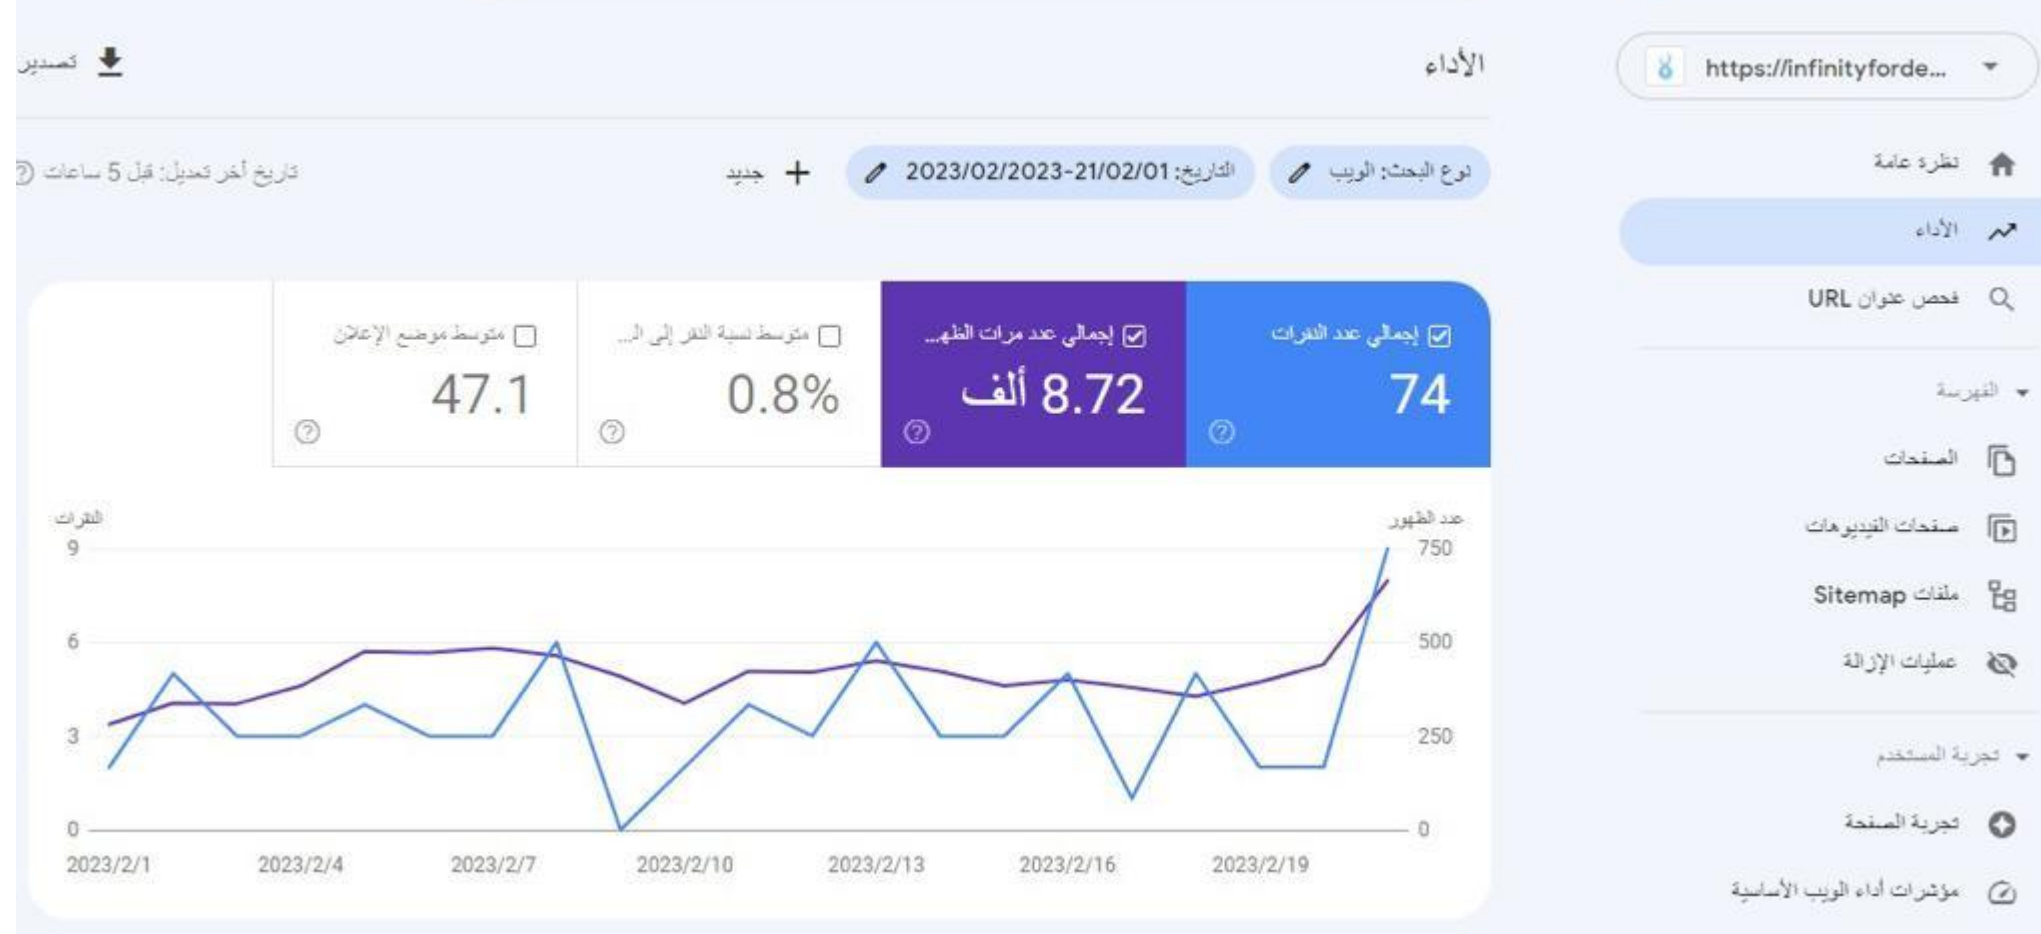 https://infinityforde...
نظرة عامة
الأداء
فحص عنوان URL
الفهرسة
الصفحات
صفحات الفيديوهات
ملفات Sitemap
عمليات الإزالة
تجربة المستخدم
تجربة الصفحة
مؤشرات أداء الويب الأساسية
الأداء
تصدير
نوع البحث: الويب
التاريخ: 2023/02/2023-21/02/01
جديد
تاريخ آخر تعديل: قبل 5 ساعات
إجمالي عدد النقرات
74
إجمالي عدد مرات الظهو...
8.72 ألف
متوسط نسبة النقر إلى الـ...
0.8%
متوسط موضع الإعلان
47.1
عدد الظهور
750
500
250
0
النقرات
9
6
3
0
2023/2/1
2023/2/4
2023/2/7
2023/2/10
2023/2/13
2023/2/16
2023/2/19